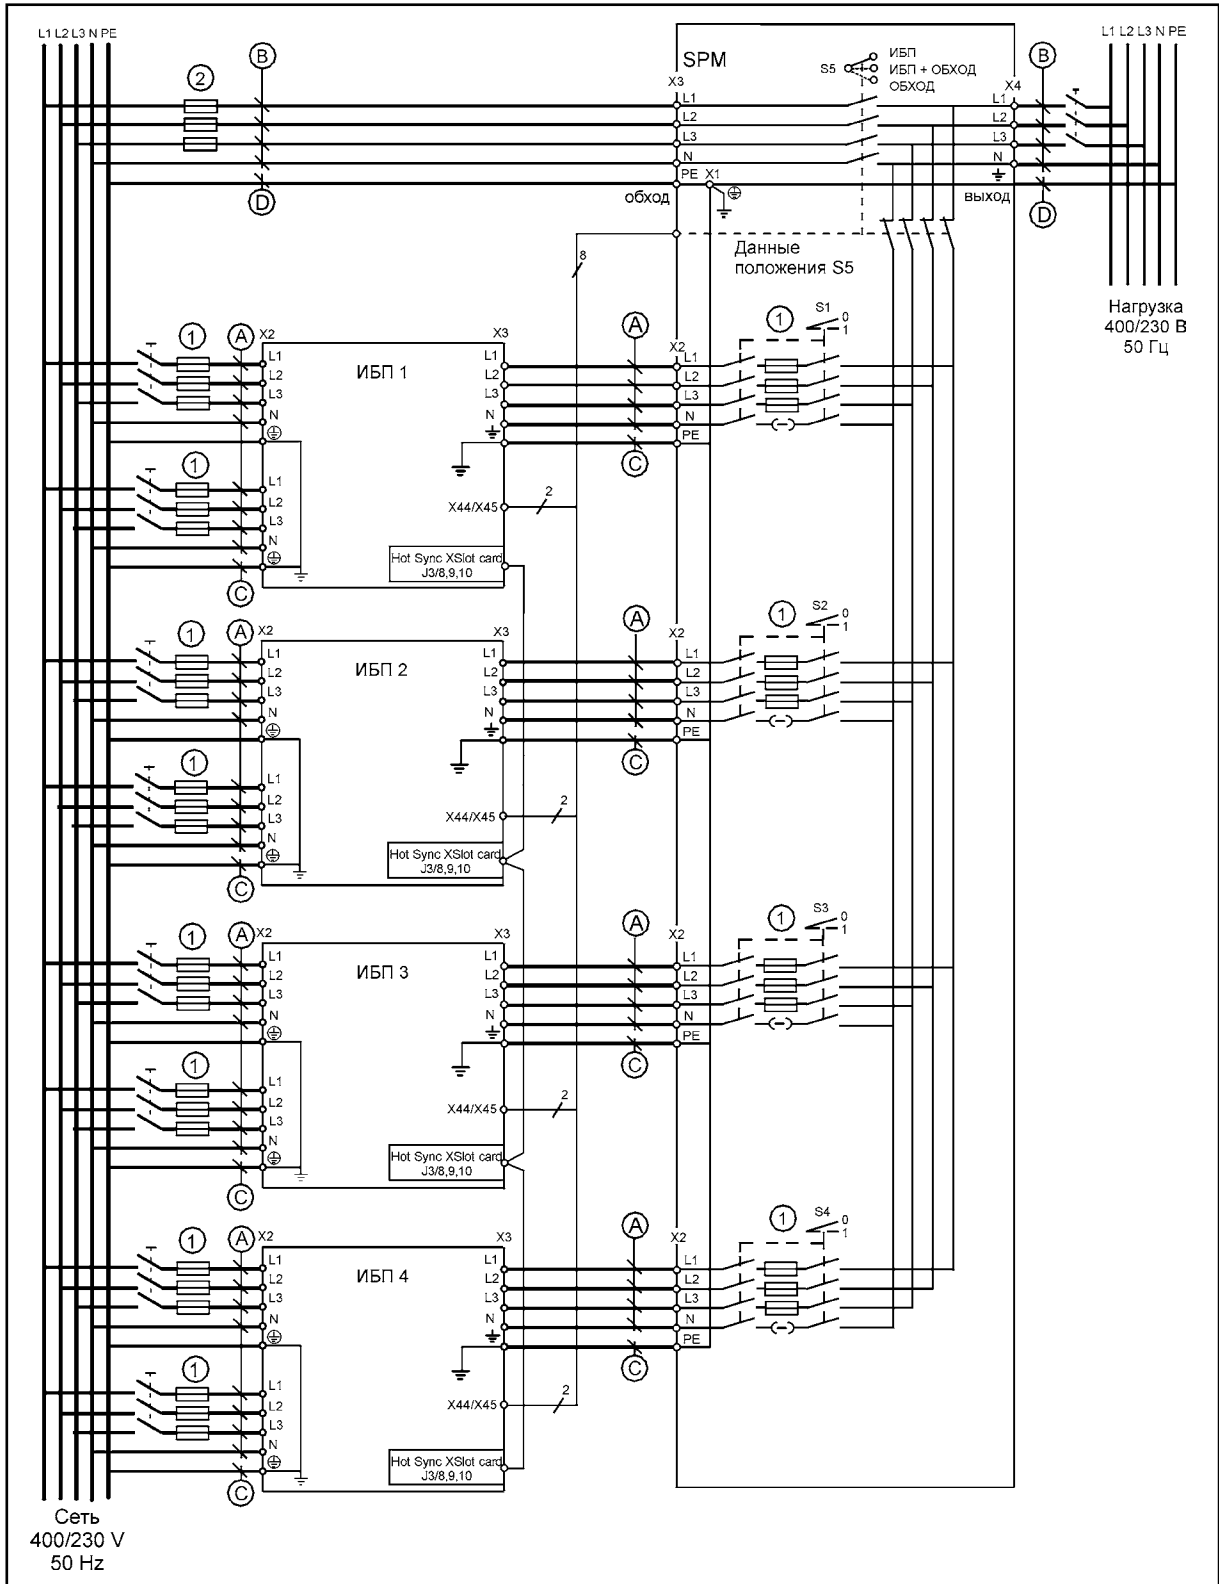 L1 L2 L3 N PE
L1 L2 L3 N PE
B
SPM
S5
ИБП
ИБП + ОБХОД
ОБХОД
B
2
X3
X4
L1
L1
L2
L2
L3
L3
N
N
PE
X1
обход
выход
D
D
8
Данные
положения S5
Нагрузка
400/230 В
50 Гц
1
A
X2
X3
A
X2
1
S1
0
1
L1
L2
L3
N
ИБП 1
L1
L2
L3
N
L1
L2
L3
N
PE
C
1
L1
L2
L3
N
X44/X45
2
Hot Sync XSlot card
J3/8,9,10
C
1
A
X2
X3
A
X2
1
S2
0
1
L1
L2
L3
N
ИБП 2
L1
L2
L3
N
L1
L2
L3
N
PE
C
1
L1
L2
L3
N
X44/X45
2
Hot Sync XSlot card
J3/8,9,10
C
1
A
X2
X3
A
X2
1
S3
0
1
L1
L2
L3
N
ИБП 3
L1
L2
L3
N
L1
L2
L3
N
PE
C
1
L1
L2
L3
N
X44/X45
2
Hot Sync XSlot card
J3/8,9,10
C
1
A
X2
X3
A
X2
1
S4
0
1
L1
L2
L3
N
ИБП 4
L1
L2
L3
N
L1
L2
L3
N
PE
C
1
L1
L2
L3
N
X44/X45
2
Hot Sync XSlot card
J3/8,9,10
C
Сеть
400/230 V
50 Hz